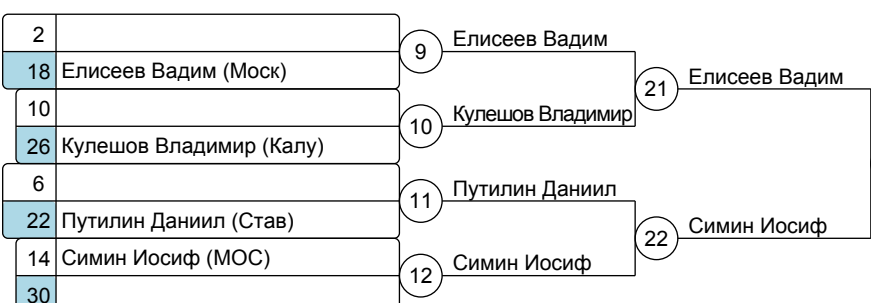 2
18 Елисеев Вадим (Моск)
10
26 Кулешов Владимир (Калу)
6
22 Путилин Даниил (Став)
14 Симин Иосиф (МОС)
30
9 Елисеев Вадим
10 Кулешов Владимир
11 Путилин Даниил
12 Симин Иосиф
21 Елисеев Вадим
22 Симин Иосиф